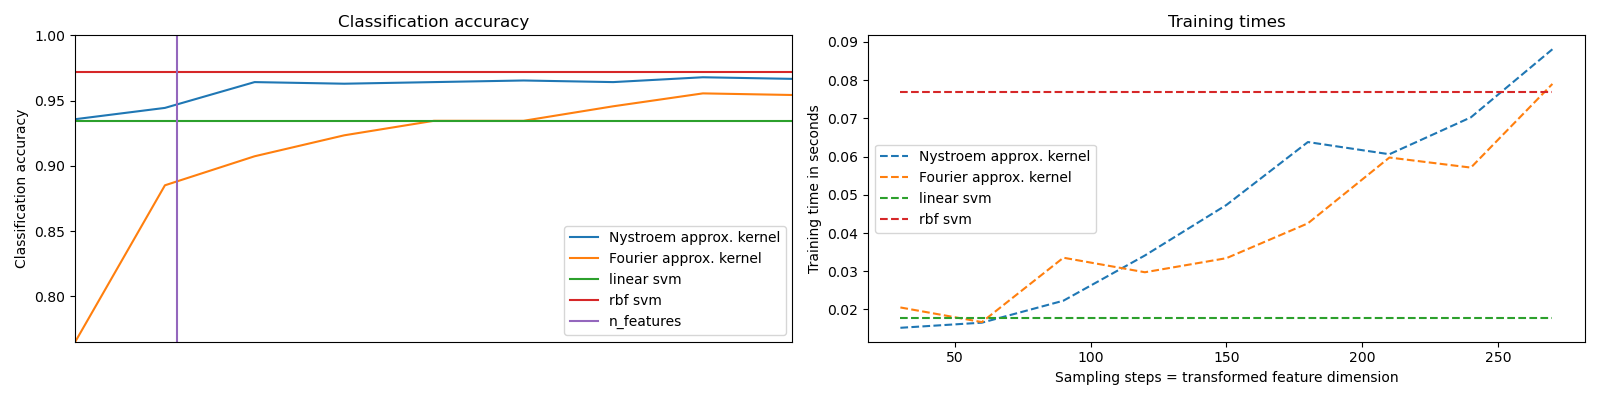 Classification accuracy
Classification accuracy
1.00
0.95
0.90
0.85
0.80
Nystroem approx. kernel
Fourier approx. kernel
linear svm
rbf svm
n_features
Training times
Training time in seconds
0.09
0.08
0.07
0.06
0.05
0.04
0.03
0.02
Nystroem approx. kernel
Fourier approx. kernel
linear svm
rbf svm
50 100 150 200 250
Sampling steps = transformed feature dimension